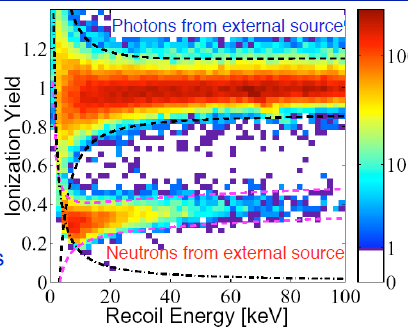 Photons from external source
1.2
1
0.8
0.6
0.4
0.2
0
Ionization Yield
Neutrons from external source
s
0 20 40 60 80 100
Recoil Energy [keV]
10
1
0